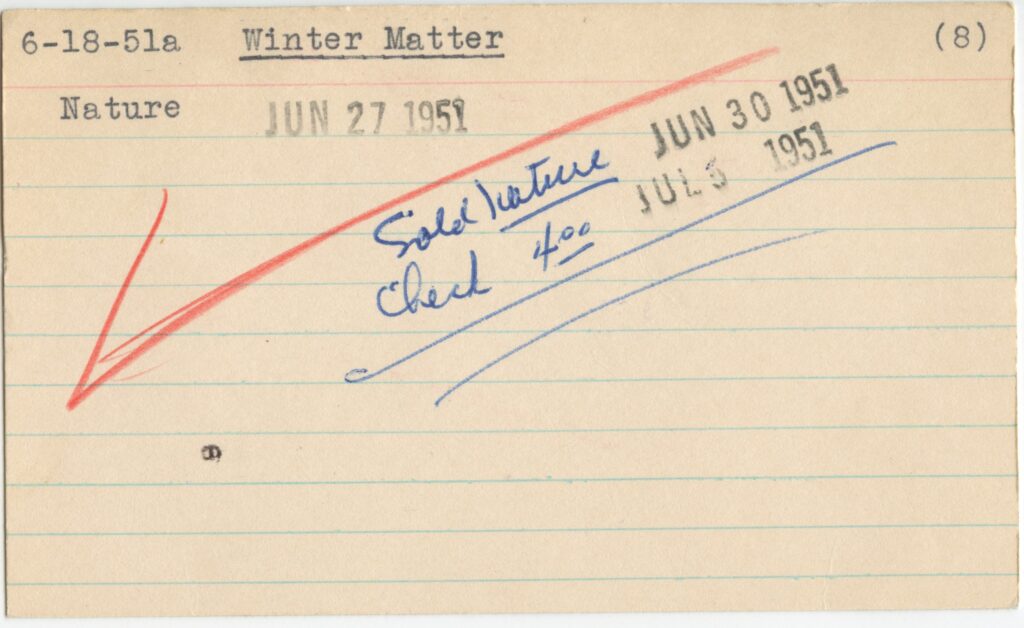 6-18-51a Winter Matter (8)
Nature JUN 27 1951 JUN 30 1951
JUL 5 1951
Sold Nature
Check 4.00